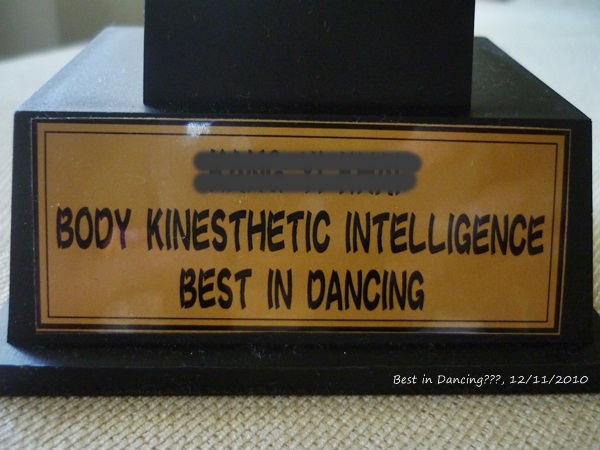 BODY KINESTHETIC INTELLIGENCE
BEST IN DANCING
Best in Dancing???, 12/11/2010